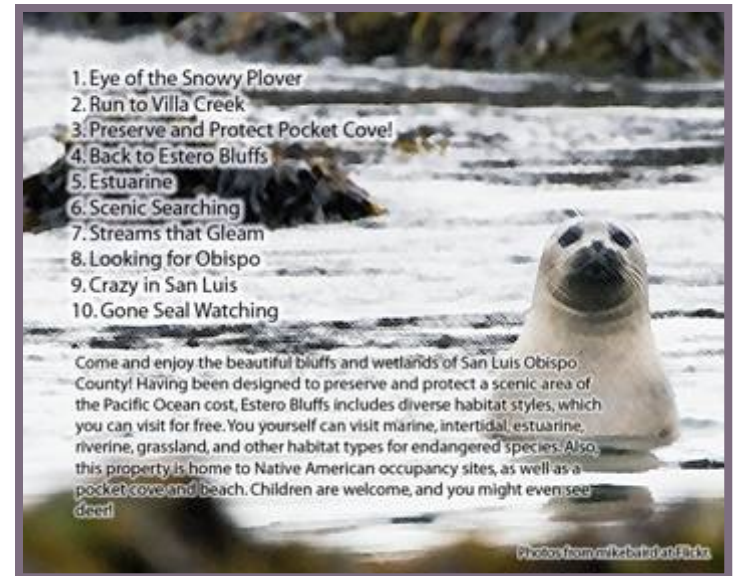 1. Eye of the Snowy Plover
2. Run to Villa Creek
3. Preserve and Protect Pocket Cove!
4. Back to Estero Bluffs
5. Estuarine
6. Scenic Searching
7. Streams that Gleam
8. Looking for Obispo
9. Crazy in San Luis
10. Gone Seal Watching
Come and enjoy the beautiful bluffs and wetlands of San Luis Obispo
County! Having been designed to preserve and protect a scenic area of
the Pacific Ocean cost, Estero Bluffs includes diverse habitat styles, which
you can visit for free. You yourself can visit marine, intertidal, estuarine,
riverine, grassland, and other habitat types for endangered species. Also,
this property is home to Native American occupancy sites, as well as a
pocket cove and beach. Children are welcome, and you might even see
deer!
Photos from mikebaird at Flickr.